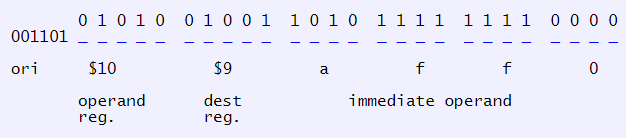 0 1 0 1 0 0 1 0 0 1 1 0 1 0 1 1 1 1 1 1 1 1 0 0 0 0
001101 _ _ _ _ _ _ _ _ _ _ _ _ _ _ _ _ _ _ _ _ _ _ _ _ _ _
ori $10 $9 a f f 0
operand dest immediate operand
reg. reg.